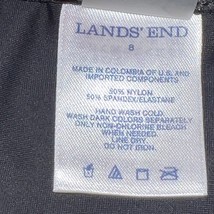 LANDS' END
8
MADE IN COLOMBIA OF U.S. AND
IMPORTED COMPONENTS
50% NYLON
50% SPANDEX/ELASTANE
HAND WASH COLD.
WASH DARK COLORS SEPARATELY
ONLY NON-CHLORINE BLEACH
WHEN NEEDED.
LINE DRY.
DO NOT IRON.